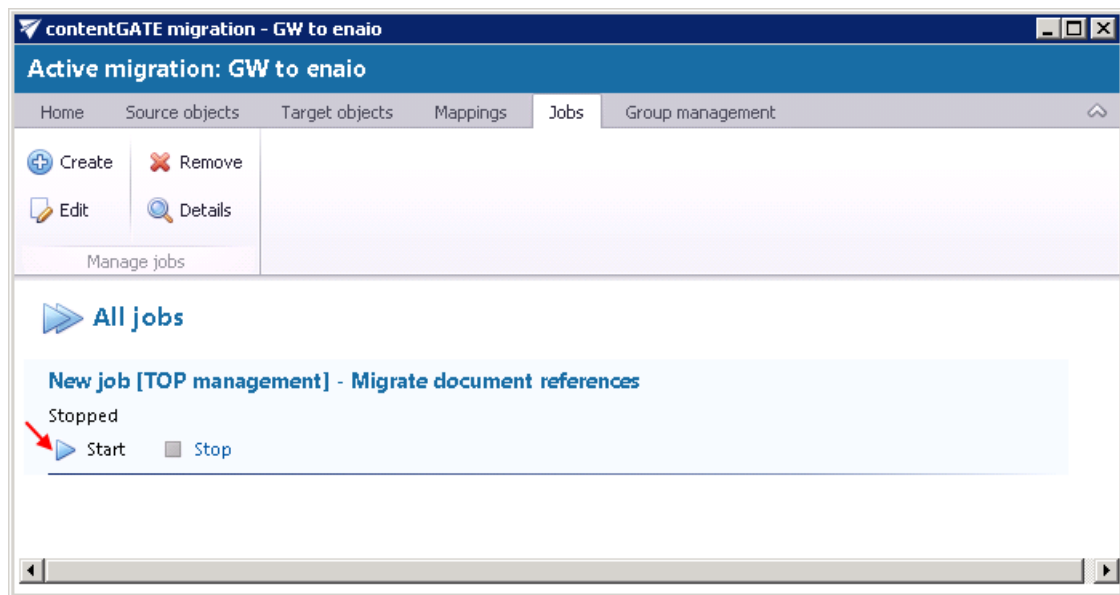 contentGATE migration - GW to enaio
Active migration: GW to enaio
Home Source objects Target objects Mappings Jobs Group management
Create Remove
Edit Details
Manage jobs
All jobs
New job [TOP management] - Migrate document references
Stopped
Start Stop